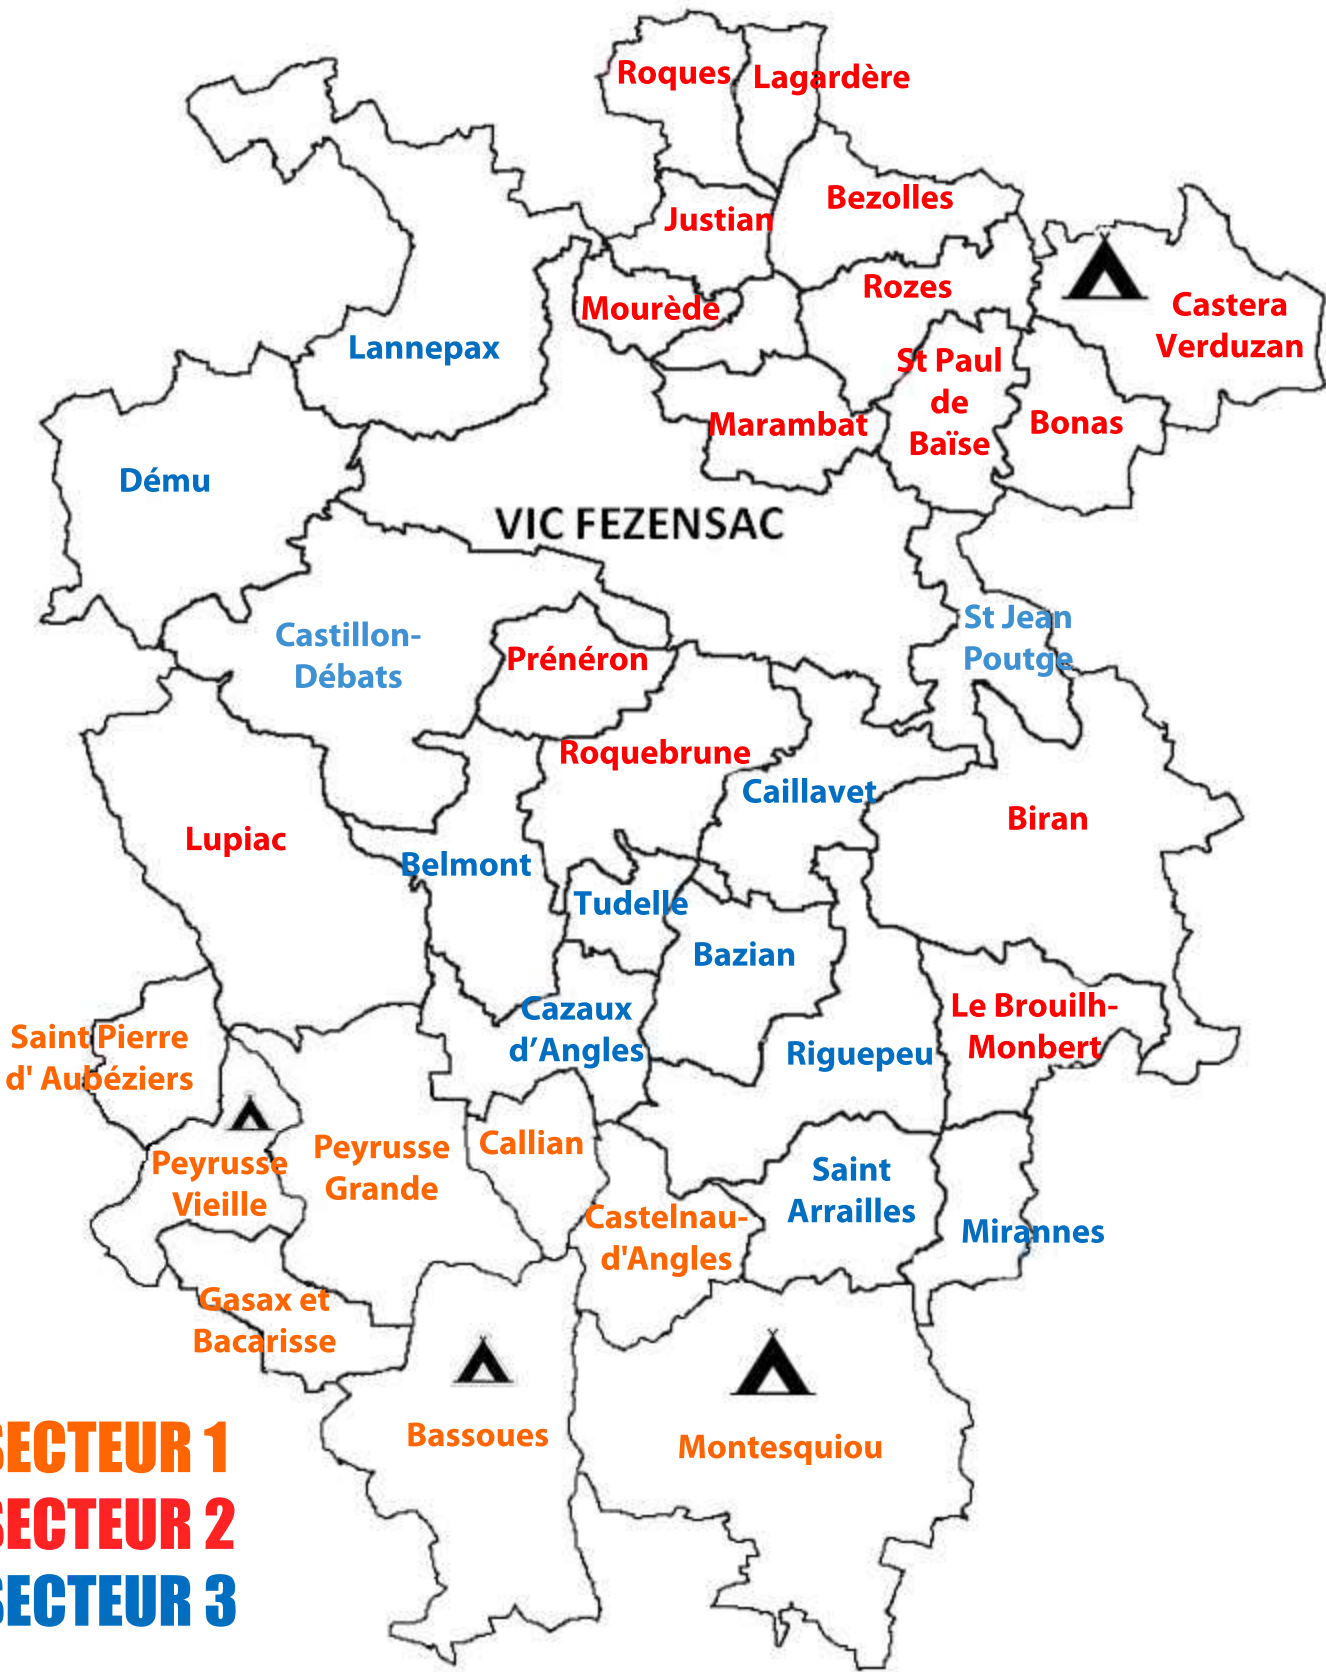 Roques
Lagardère
Bezolles
Justian
Rozes
Castera
Verduzan
Mourède
Lannepax
St Paul
de
Baïse
Marambat
Bonas
Dému
VIC FEZENSAC
Castillon-
Débats
St Jean
Poutge
Prénéron
Roquebrune
Caillavet
Biran
Lupiac
Belmont
Tudelle
Bazian
Cazaux
d'Angles
Le Brouilh-
Monbert
Saint Pierre
d' Aubéziers
Riguepeu
Peyrusse
Vieille
Peyrusse
Grande
Callian
Saint
Arrailles
Castelnau-
d'Angles
Mirannes
Gasax et
Bacarisse
Bassoues
Montesquiou
SECTEUR 1
SECTEUR 2
SECTEUR 3